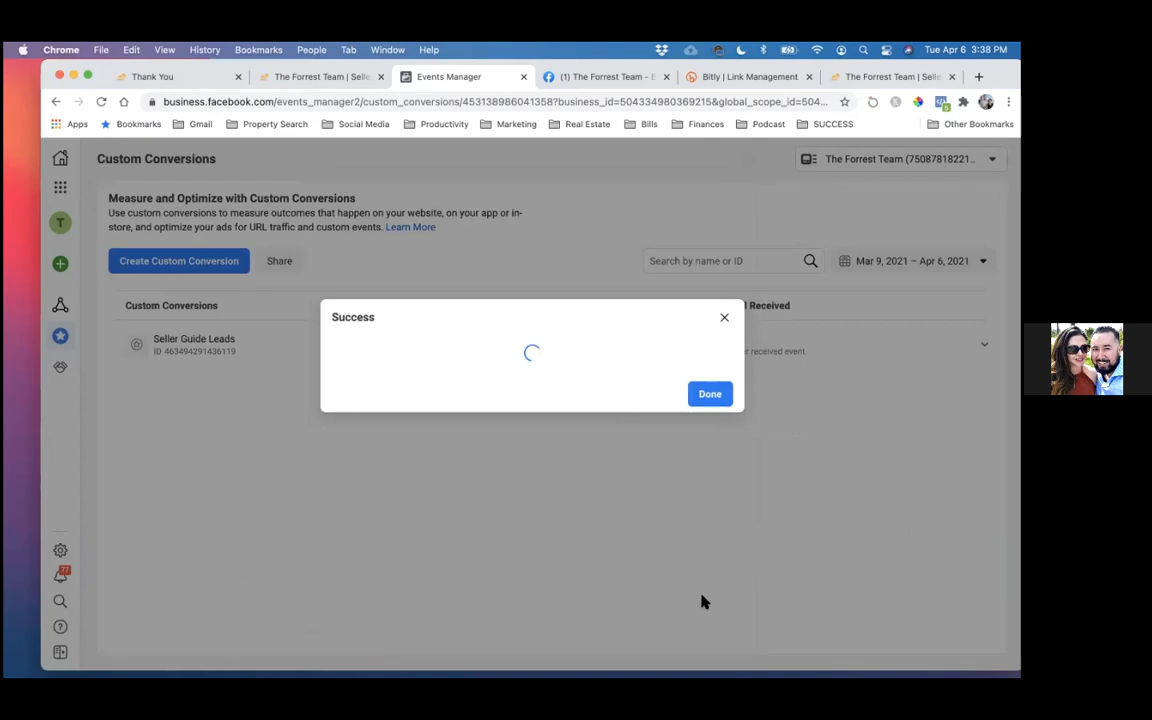 Chrome File Edit View History Bookmarks People Tab Window Help Tue Apr 6 3:38 PM
Thank You The Forrest Team | Selle Events Manager (1) The Forrest Team - E Bitly | Link Management The Forrest Team | Selle
business.facebook.com/events_manager2/custom_conversions/453138986041358?business_id=504334980369215&global_scope_id=504...
Apps Bookmarks Gmail Property Search Social Media Productivity Marketing Real Estate Bills Finances Podcast SUCCESS Other Bookmarks
Custom Conversions The Forrest Team (75087818221...
Measure and Optimize with Custom Conversions
Use custom conversions to measure outcomes that happen on your website, on your app or in-
store, and optimize your ads for URL traffic and custom events. Learn More
T
Create Custom Conversion Share Search by name or ID Mar 9, 2021 – Apr 6, 2021
Custom Conversions l Received
Success
Seller Guide Leads
ID 463494291436119 r received event
Done
77